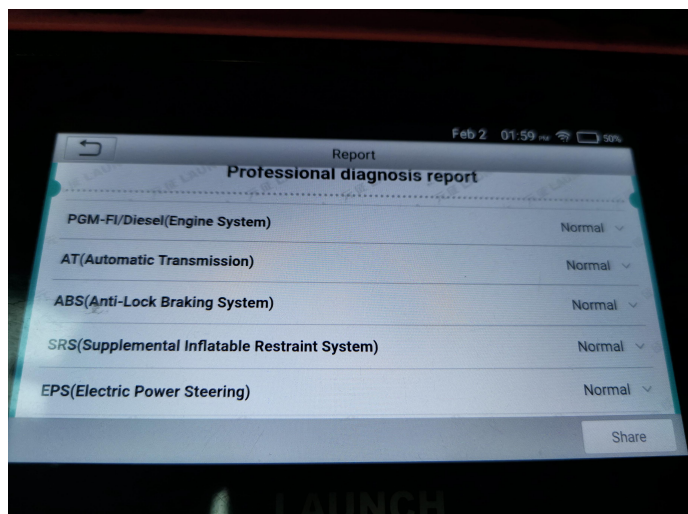 Feb 2 01:59 PM 50%
Report
Professional diagnosis report
PGM-FI/Diesel(Engine System) Normal
AT(Automatic Transmission) Normal
ABS(Anti-Lock Braking System) Normal
SRS(Supplemental Inflatable Restraint System) Normal
EPS(Electric Power Steering) Normal
Share
LAUNCH